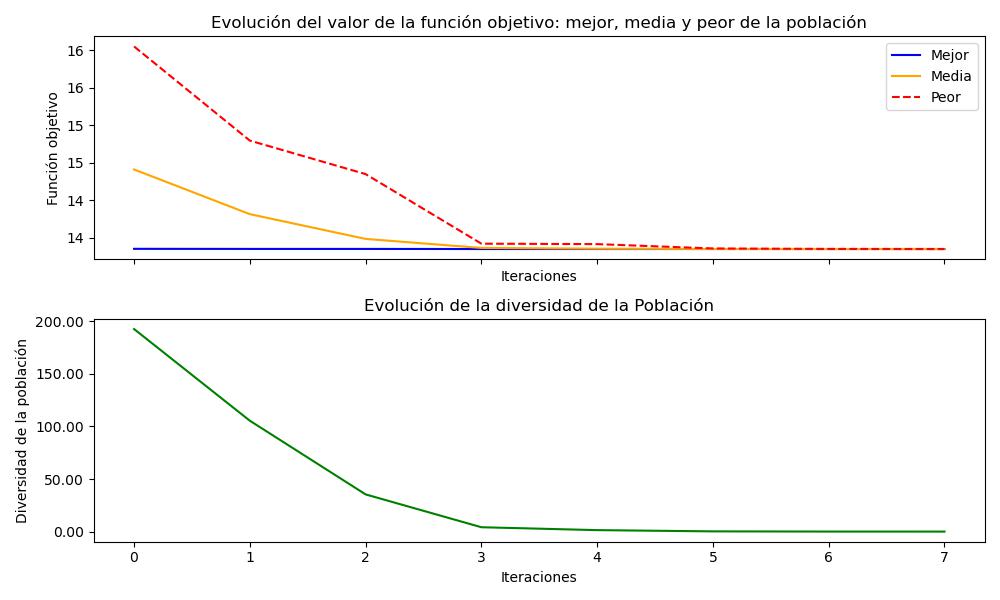 Evolución del valor de la función objetivo: mejor, media y peor de la población
Función objetivo
16
16
15
15
14
14
Mejor
Media
Peor
Iteraciones
Evolución de la diversidad de la Población
Diversidad de la población
200.00
150.00
100.00
50.00
0.00
0 1 2 3 4 5 6 7
Iteraciones